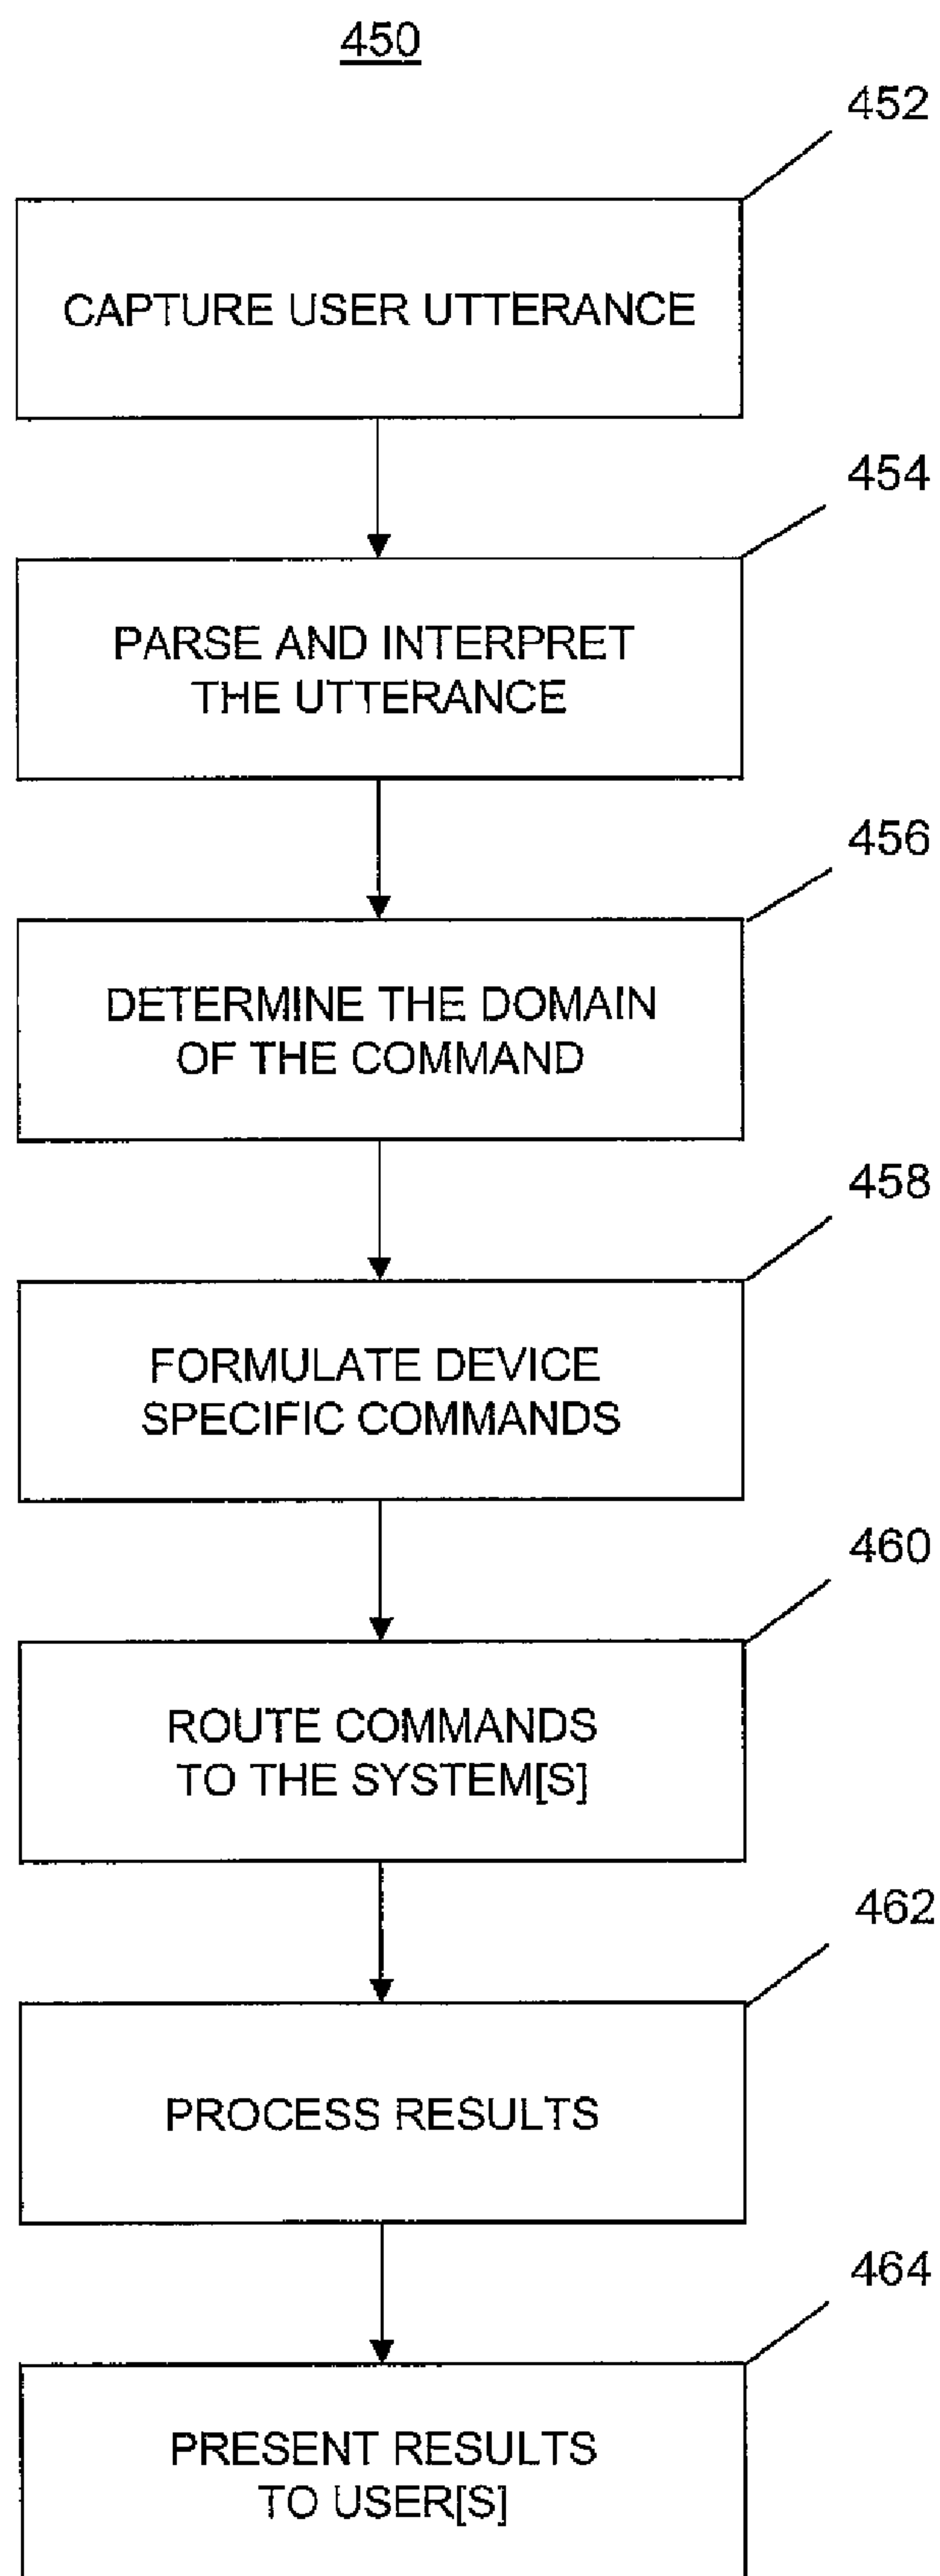 450
452
CAPTURE USER UTTERANCE
454
PARSE AND INTERPRET
THE UTTERANCE
456
DETERMINE THE DOMAIN
OF THE COMMAND
458
FORMULATE DEVICE
SPECIFIC COMMANDS
460
ROUTE COMMANDS
TO THE SYSTEM[S]
462
PROCESS RESULTS
464
PRESENT RESULTS
TO USER[S]